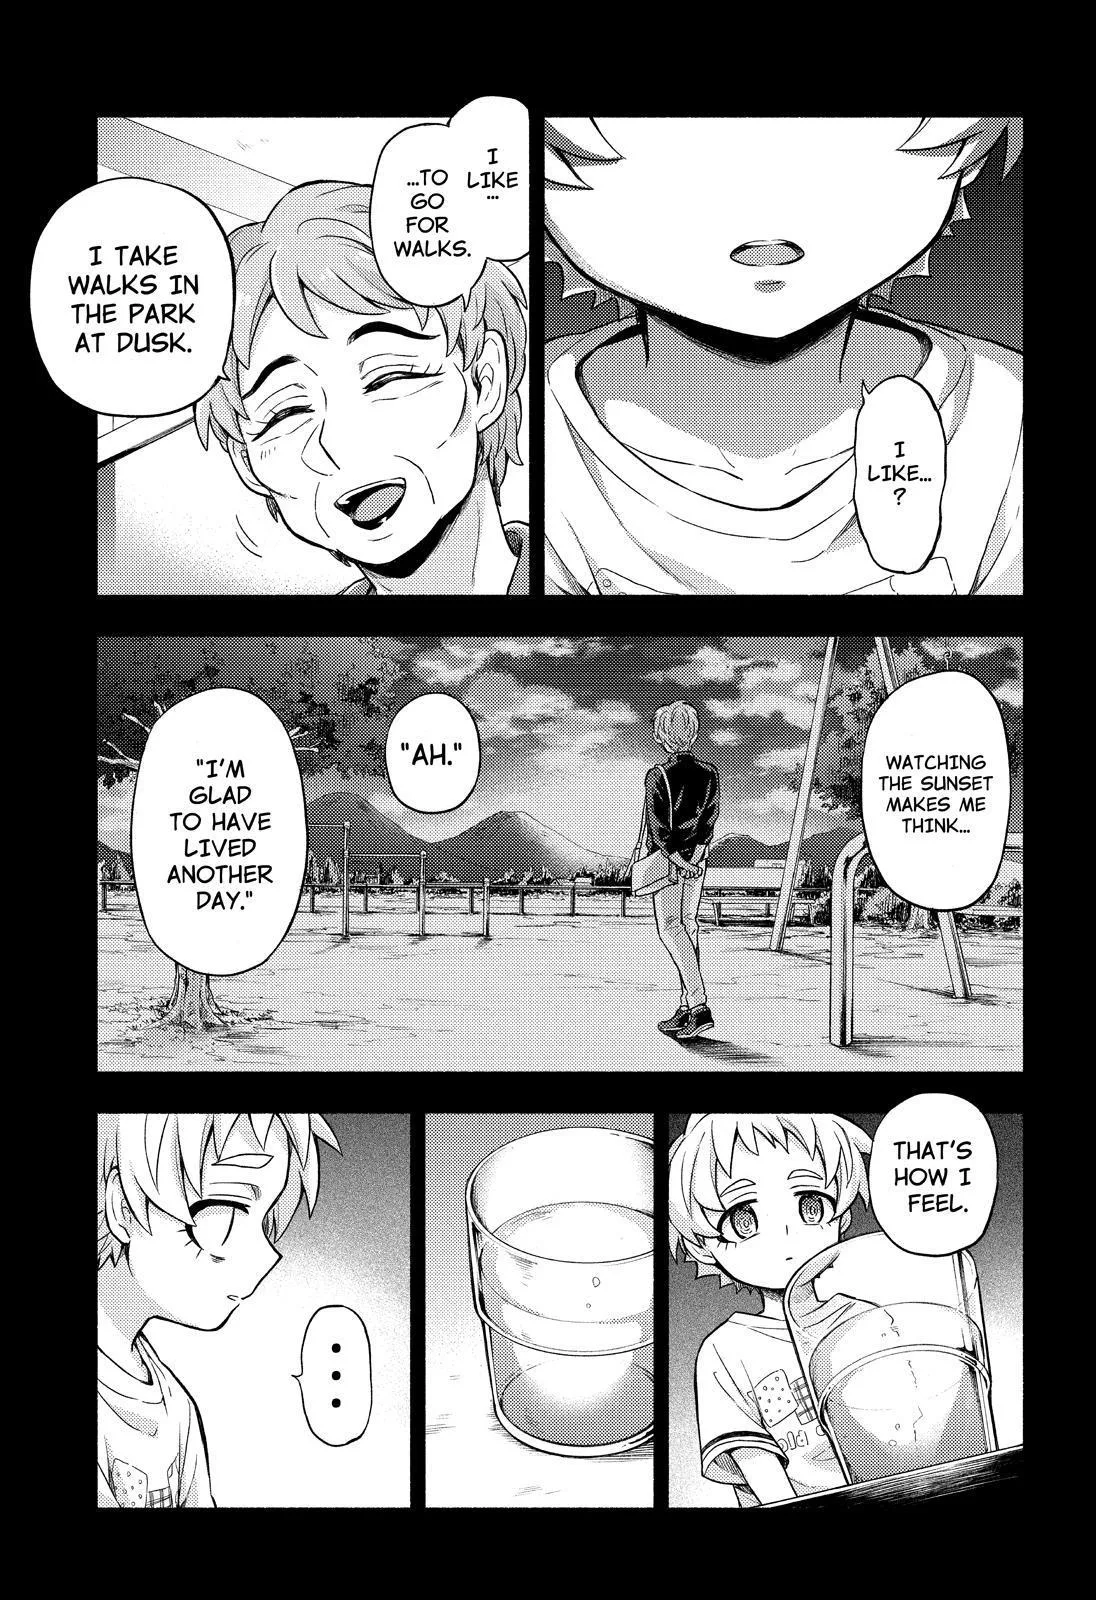 I
LIKE...
?
I
LIKE
...
...TO
GO
FOR
WALKS.
I TAKE
WALKS IN
THE PARK
AT DUSK.
WATCHING
THE SUNSET
MAKES ME
THINK...
"AH."
"I'M
GLAD
TO HAVE
LIVED
ANOTHER
DAY."
THAT'S
HOW I
FEEL.
...